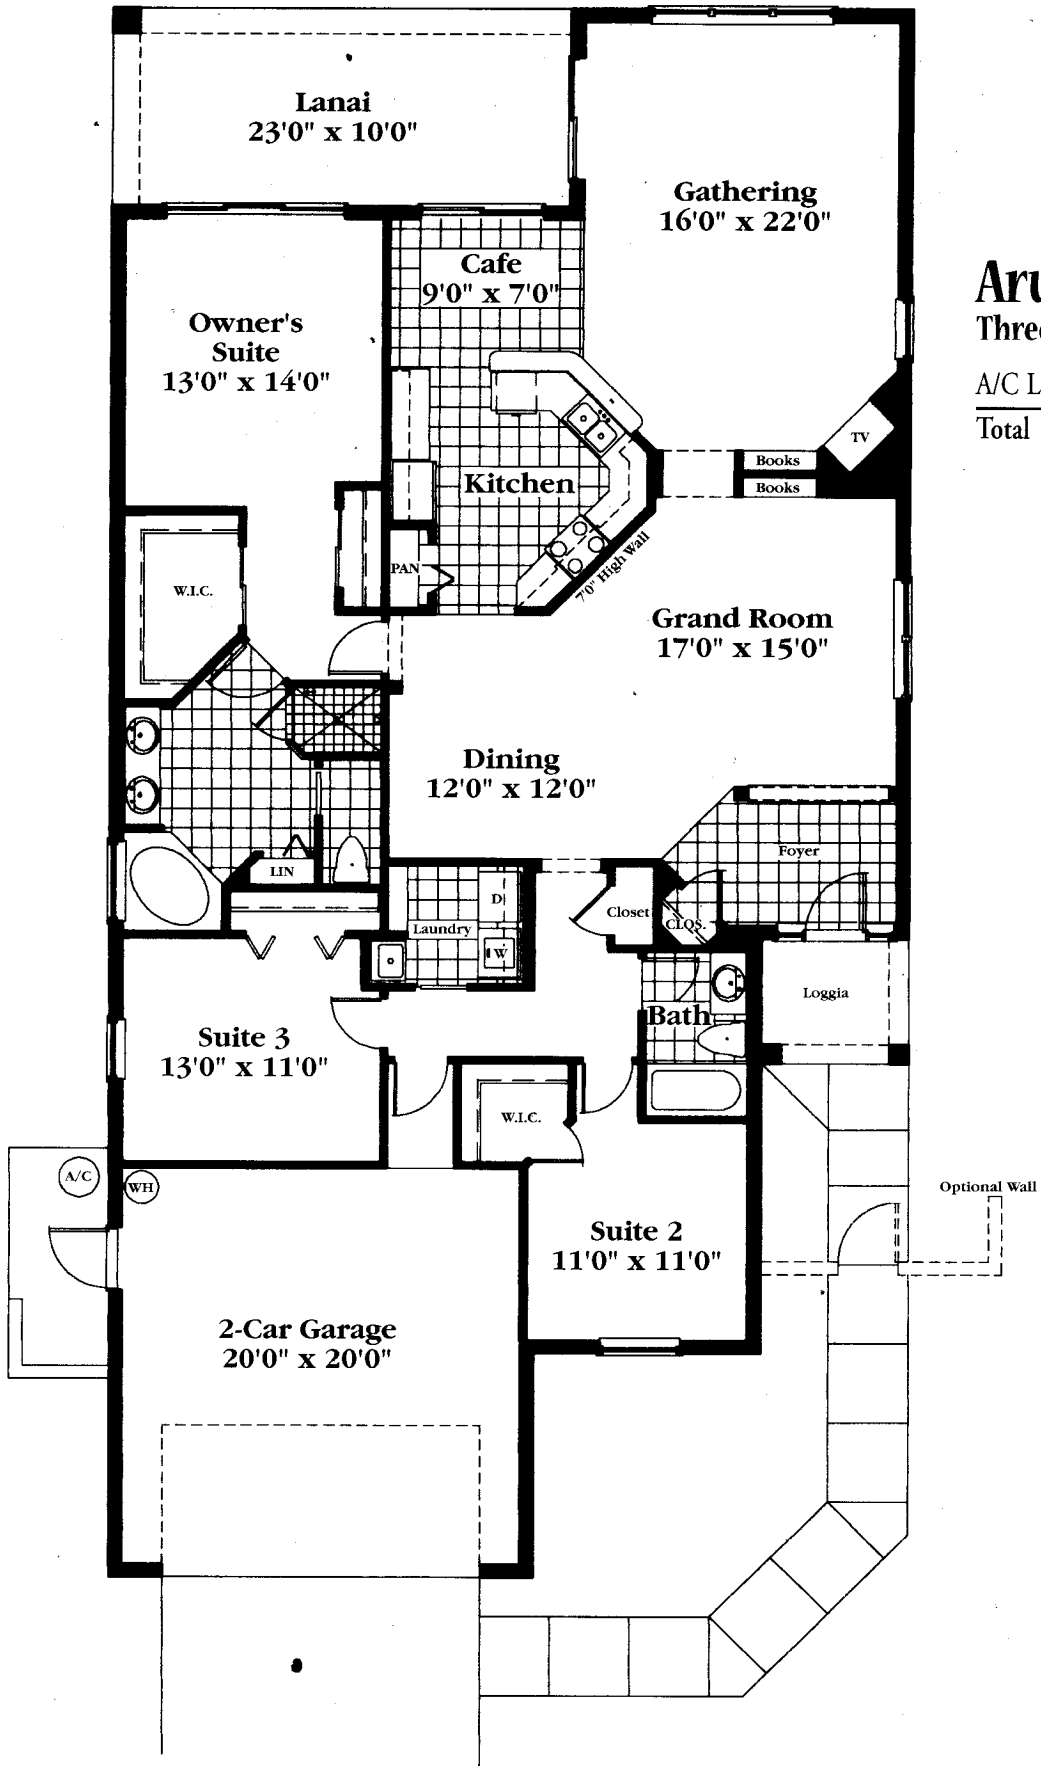 Lanai
23'0" x 10'0"
Gathering
16'0" x 22'0"
Cafe
9'0" x 7'0"
Owner's
Suite
13'0" x 14'0"
A/C L
Total
TV
Books
Books
Kitchen
PAN
7'0" High Wall
W.I.C.
Grand Room
17'0" x 15'0"
Dining
12'0" x 12'0"
Foyer
LIN
D
Closet
CLOS.
Laundry
W
Loggia
Bath
Suite 3
13'0" x 11'0"
W.I.C.
A/C
WH
Optional Wall
Suite 2
11'0" x 11'0"
2-Car Garage
20'0" x 20'0"